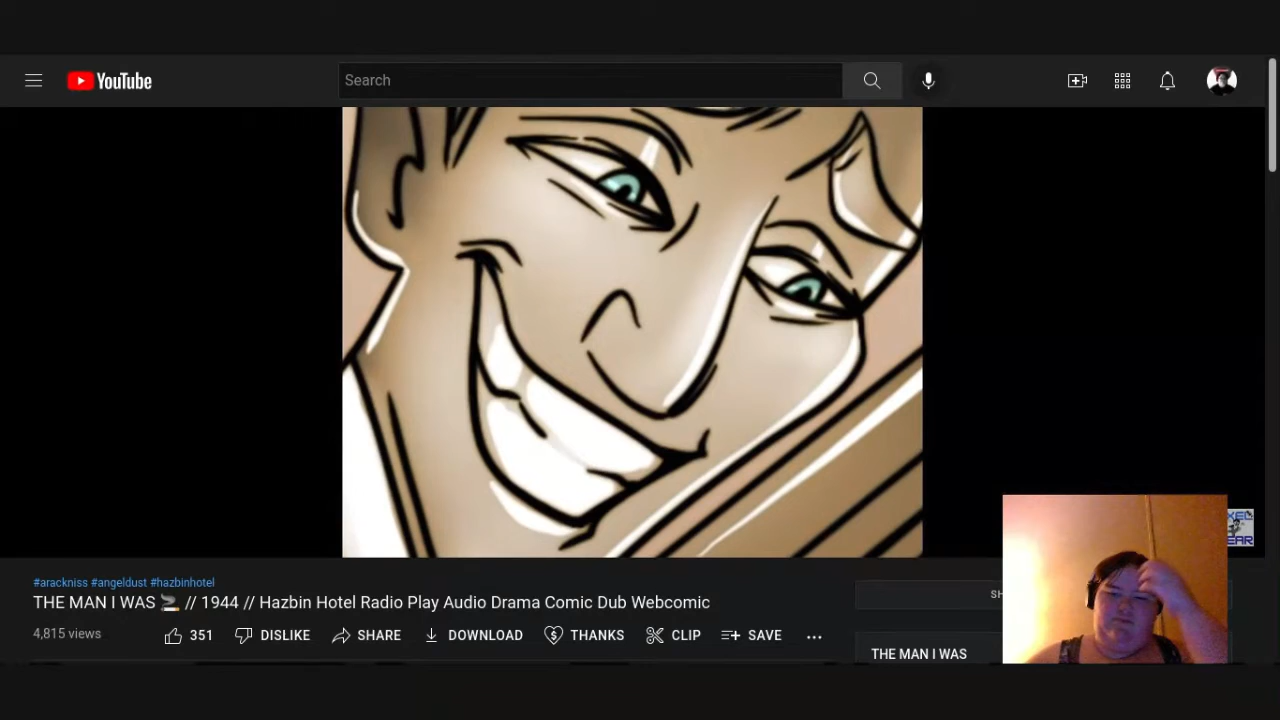 YouTube
Search
#arackniss #angeldust #hazbinhotel
THE MAN I WAS 🚬 // 1944 // Hazbin Hotel Radio Play Audio Drama Comic Dub Webcomic
4,815 views
351
DISLIKE
SHARE
DOWNLOAD
THANKS
CLIP
SAVE
SH
THE MAN I WAS